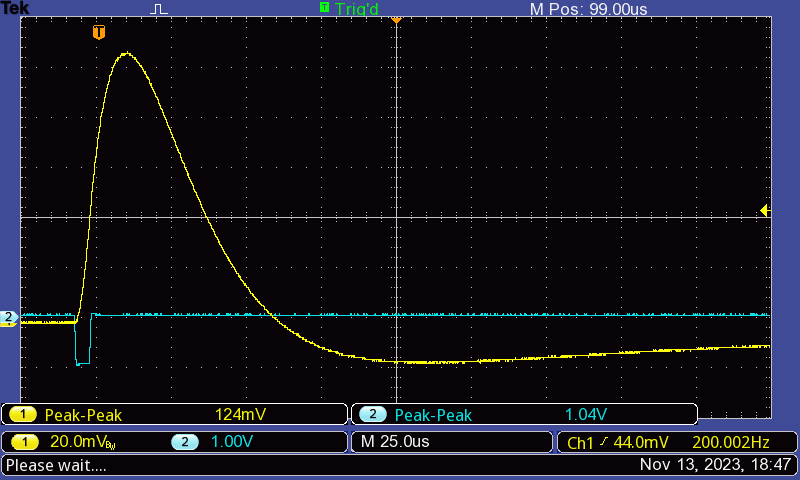 Tek T Trig'd M Pos: 99.00us
T
2
1 Peak-Peak 124mV 2 Peak-Peak 1.04V
1 20.0mVBW 2 1.00V M 25.0us Ch1 44.0mV 200.002Hz
Please wait.... Nov 13, 2023, 18:47